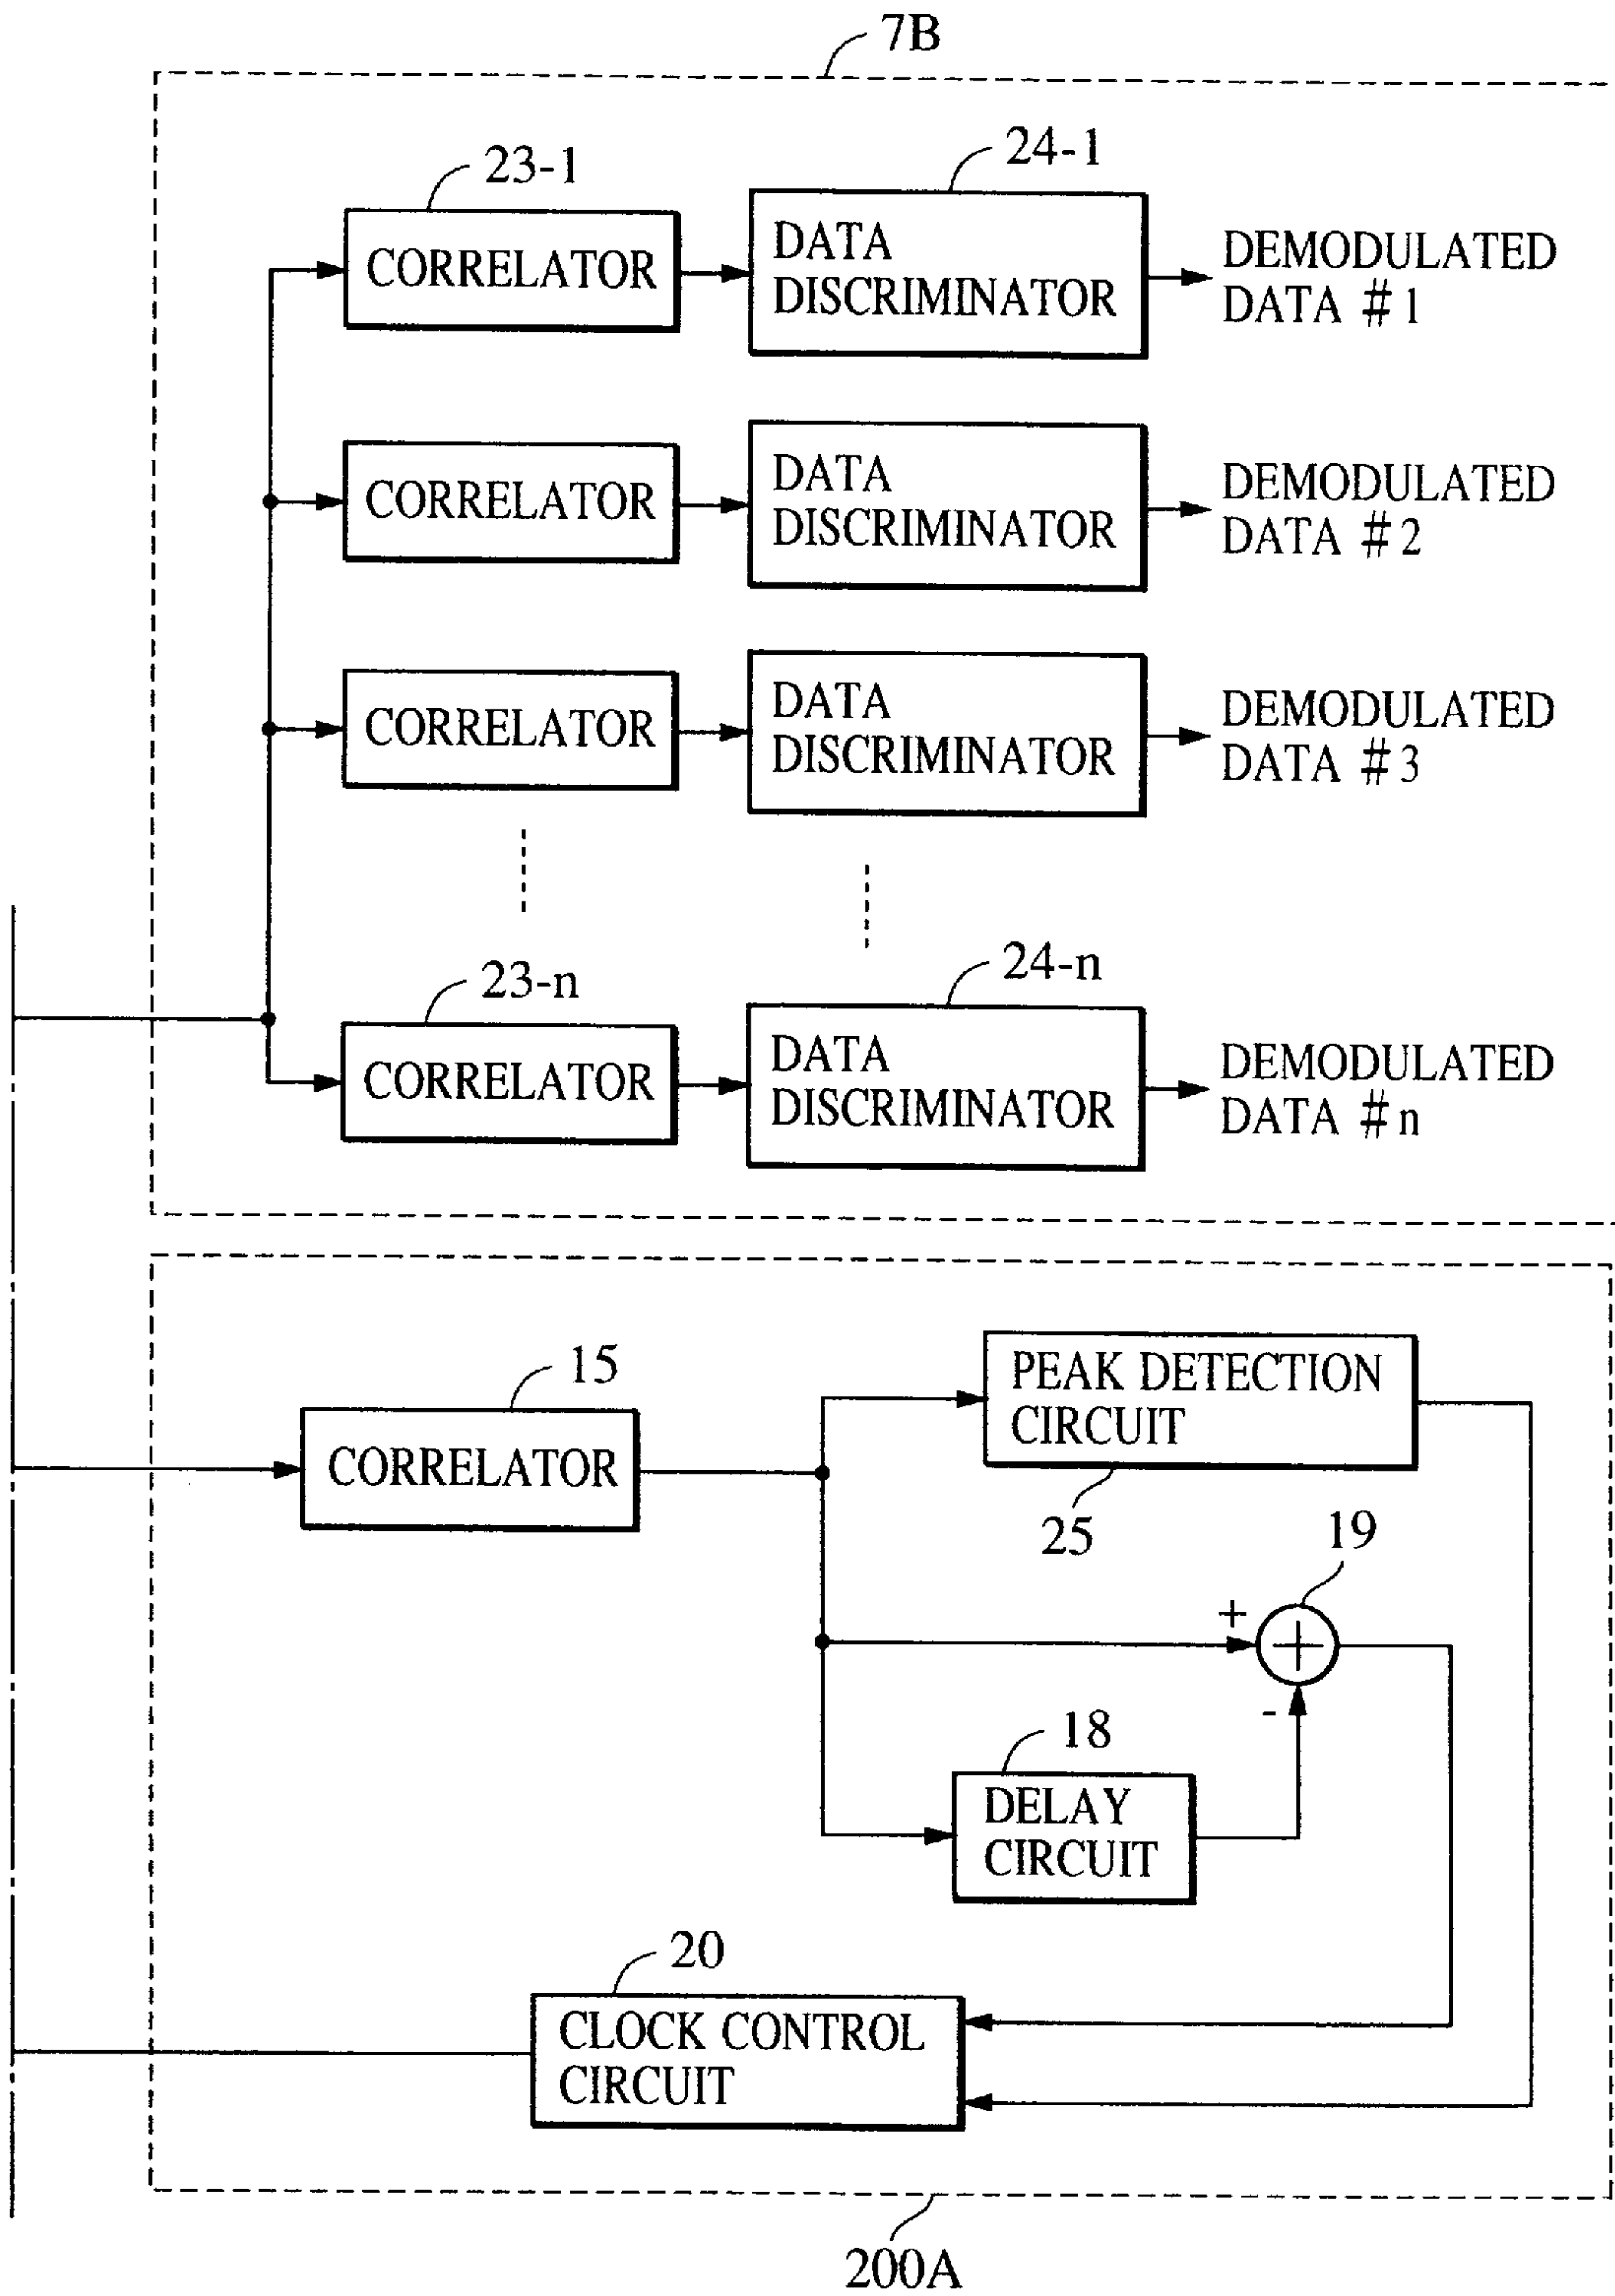 7B
23-1
24-1
CORRELATOR
DATA
DISCRIMINATOR
DEMODULATED
DATA #1
CORRELATOR
DATA
DISCRIMINATOR
DEMODULATED
DATA #2
CORRELATOR
DATA
DISCRIMINATOR
DEMODULATED
DATA #3
23-n
24-n
CORRELATOR
DATA
DISCRIMINATOR
DEMODULATED
DATA #n
15
CORRELATOR
PEAK DETECTION
CIRCUIT
25
19
+
+
-
18
DELAY
CIRCUIT
20
CLOCK CONTROL
CIRCUIT
200A